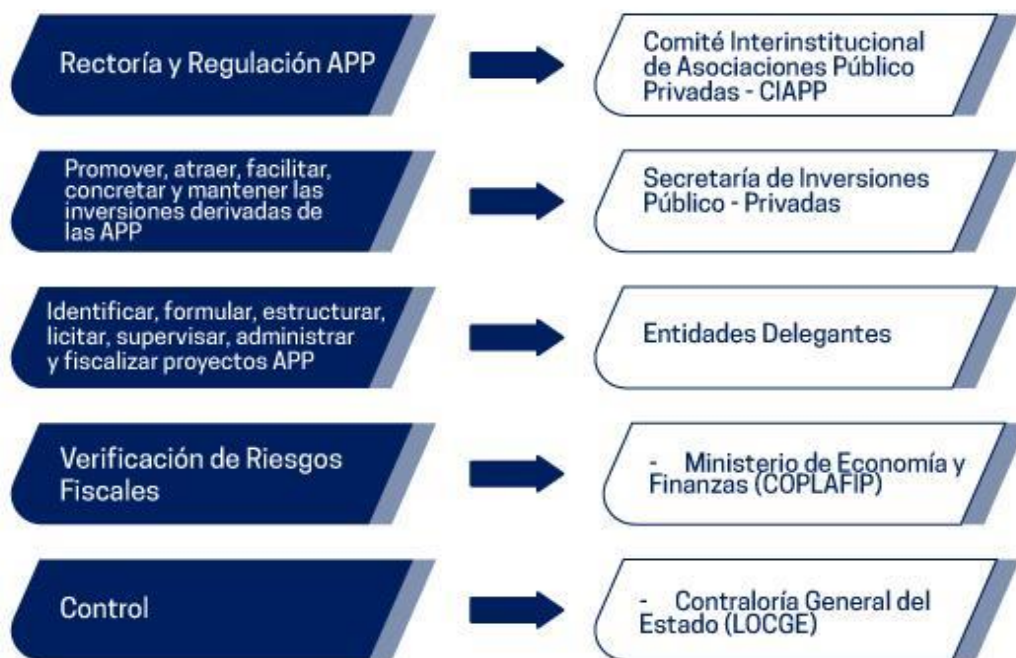 Rectoría y Regulación APP
Comité Interinstitucional
de Asociaciones Público
Privadas - CIAPP
Promover, atraer, facilitar,
concretar y mantener las
inversiones derivadas de
las APP
Secretaría de Inversiones
Público - Privadas
Identificar, formular, estructurar,
licitar, supervisar, administrar
y fiscalizar proyectos APP
Entidades Delegantes
Verificación de Riesgos
Fiscales
- Ministerio de Economía y
Finanzas (COPLAFIP)
Control
- Contraloría General del
Estado (LOCGE)